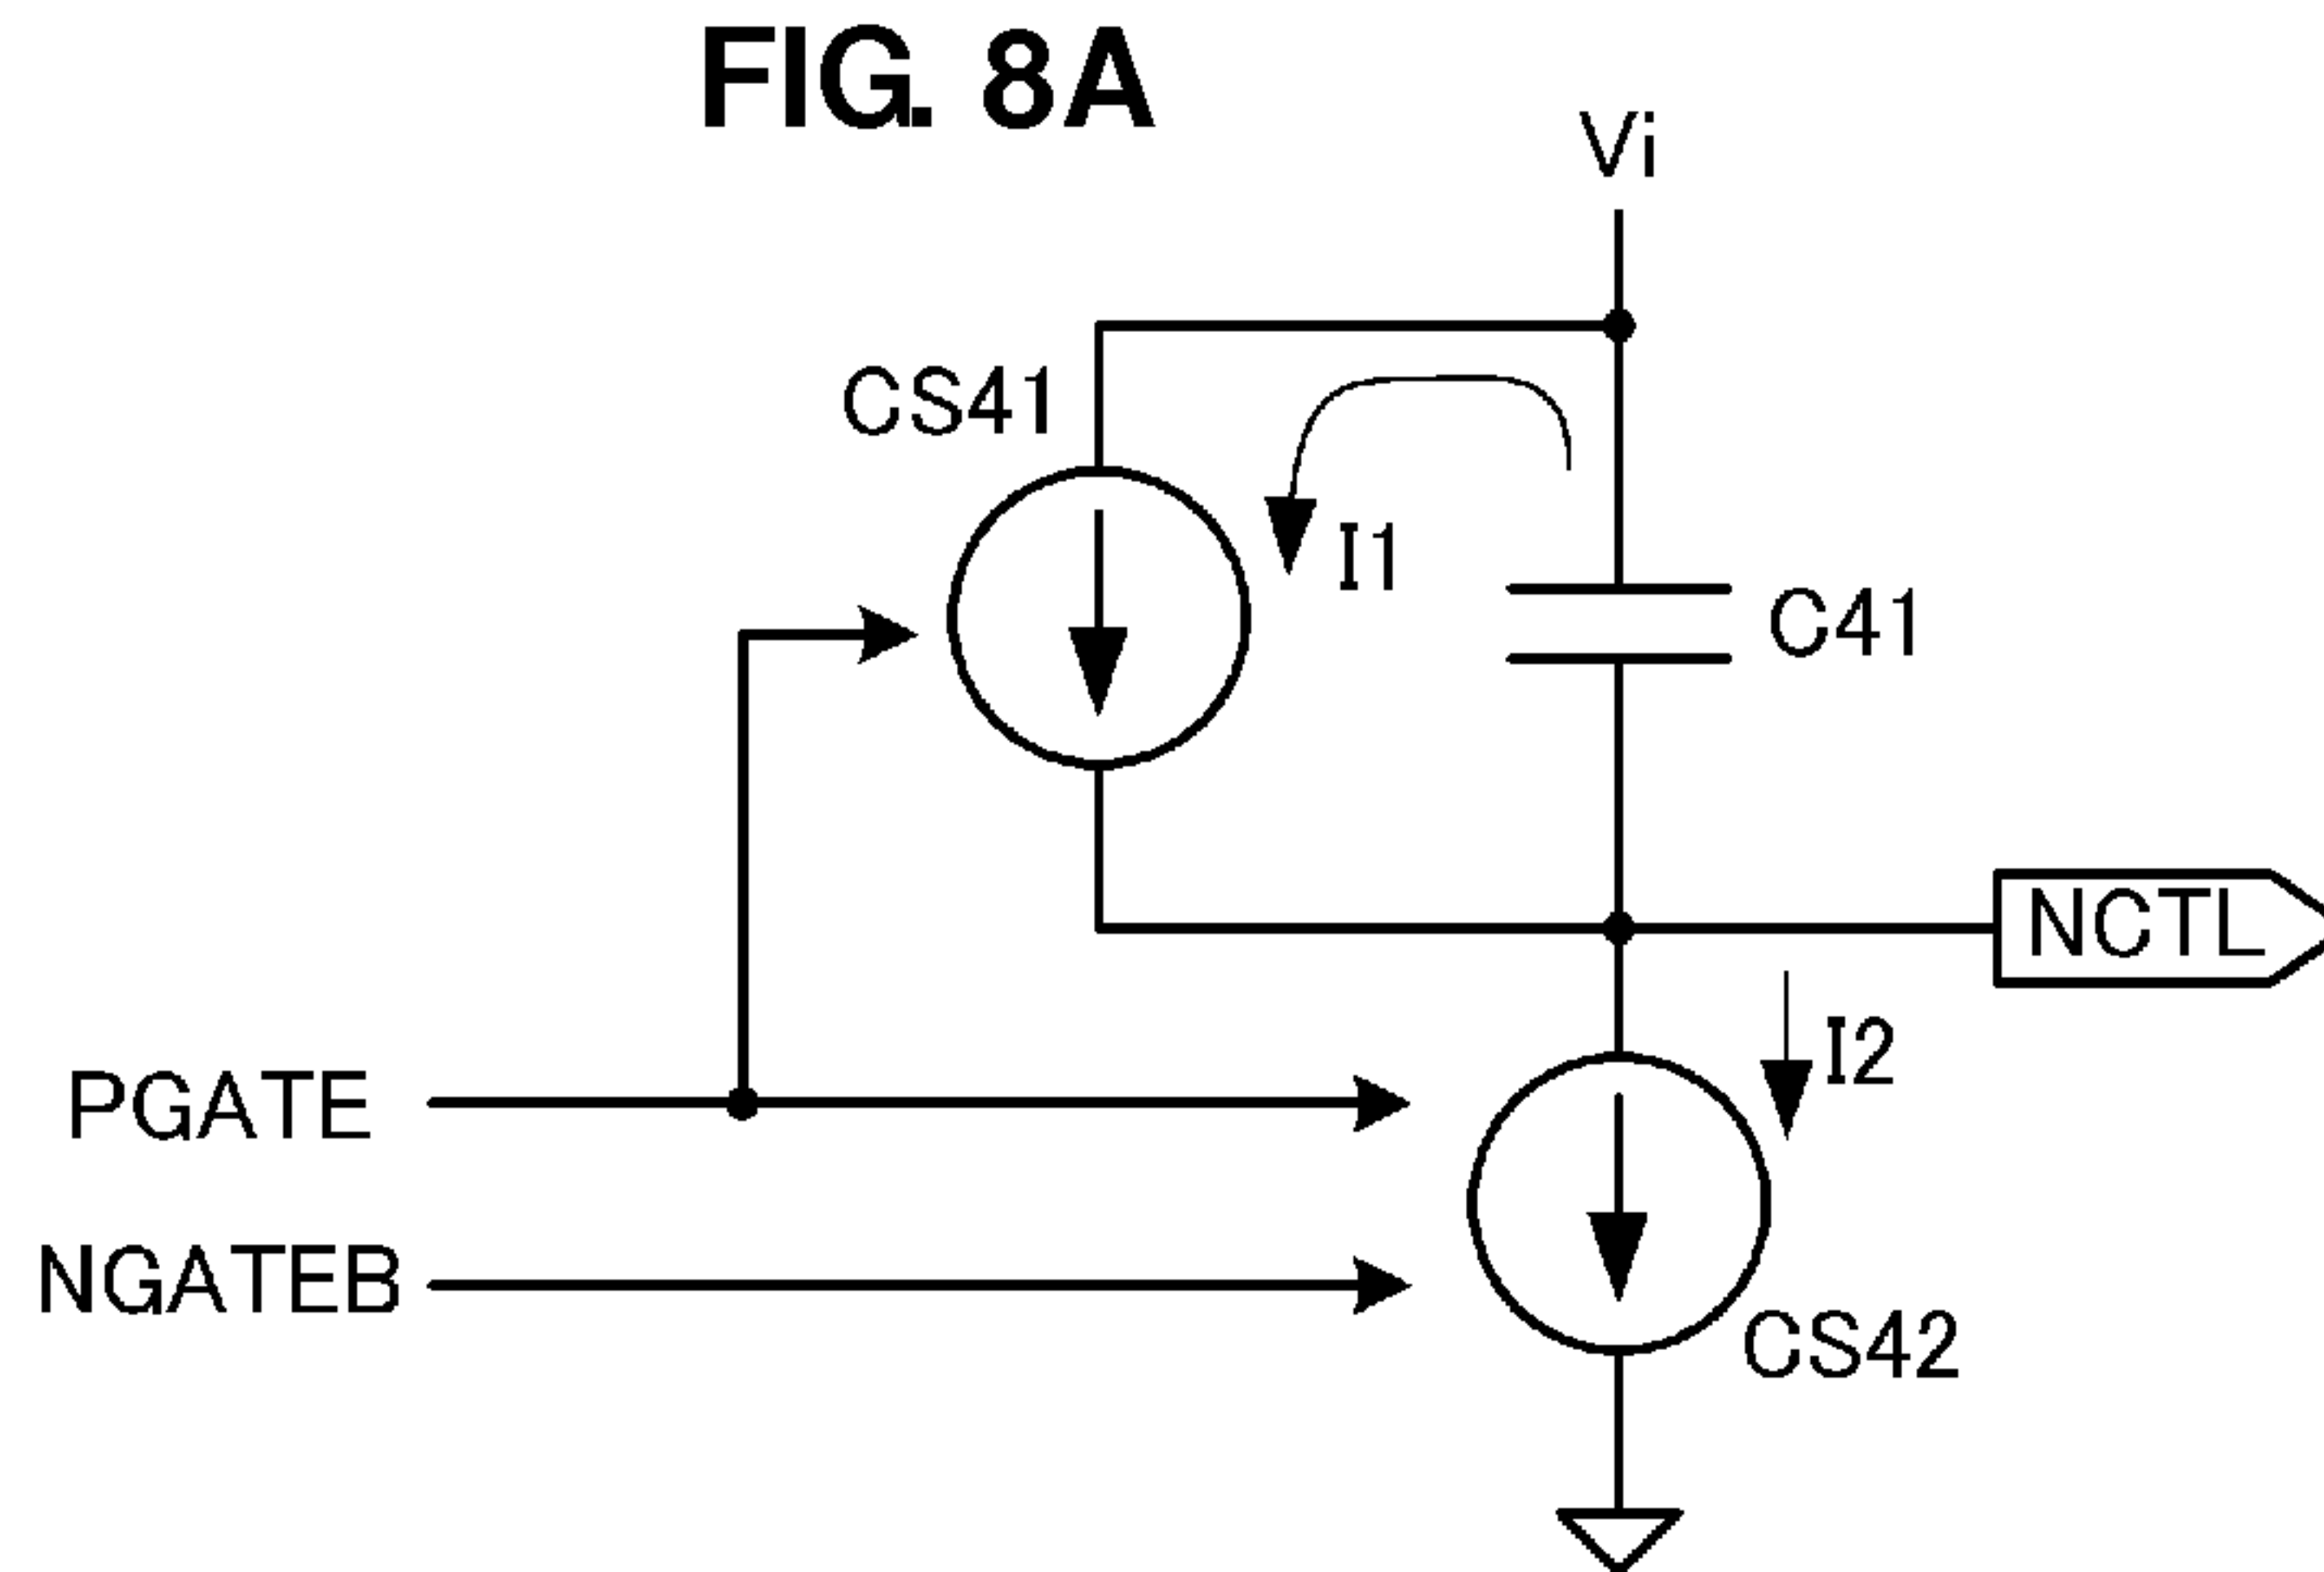 FIG. 8A
Vi
CS41
I1
C41
NCTL
I2
PGATE
NGATEB
CS42